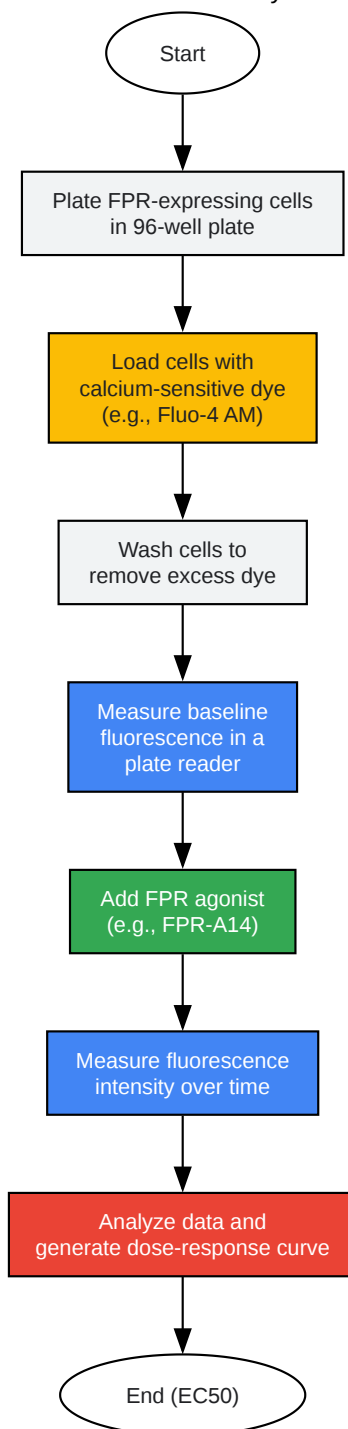 Start
Plate FPR-expressing cells
in 96-well plate
Load cells with
calcium-sensitive dye
(e.g., Fluo-4 AM)
Wash cells to
remove excess dye
Measure baseline
fluorescence in a
plate reader
Add FPR agonist
(e.g., FPR-A14)
Measure fluorescence
intensity over time
Analyze data and
generate dose-response curve
End (EC50)